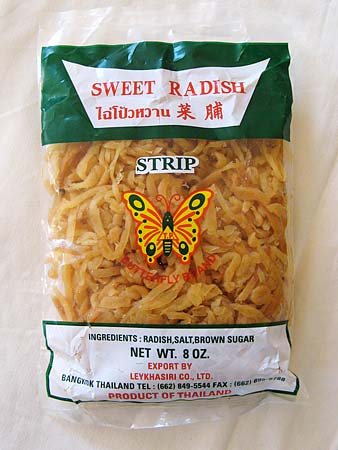 SWEET RADISH
ไฉ่โป๊วหวาน 菜脯
STRIP
BUTTERFLY BRAND
INGREDIENTS : RADISH,SALT,BROWN SUGAR
NET WT. 8 OZ.
EXPORT BY
LEYKHASIRI CO., LTD.
BANGKOK THAILAND TEL : (662) 849-5544 FAX : (662)
PRODUCT OF THAILAND